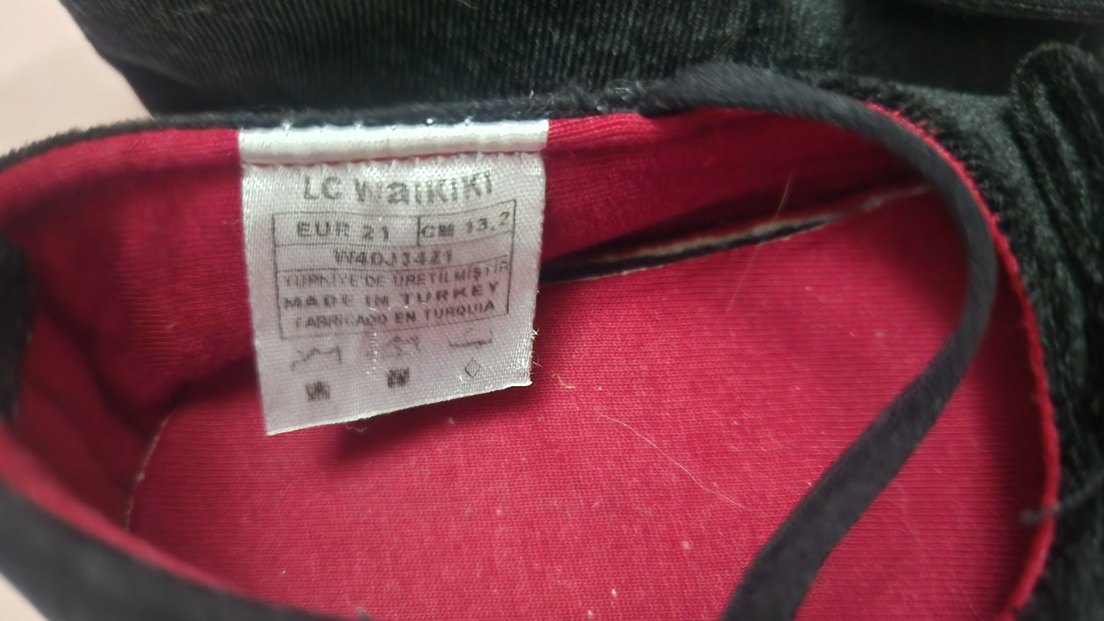 LC Waikiki
EUR 21 CM 13.2
W40J34Z1
TÜRKİYE'DE ÜRETİLMİŞTİR
MADE IN TURKEY
FABRICADO EN TURQUIA